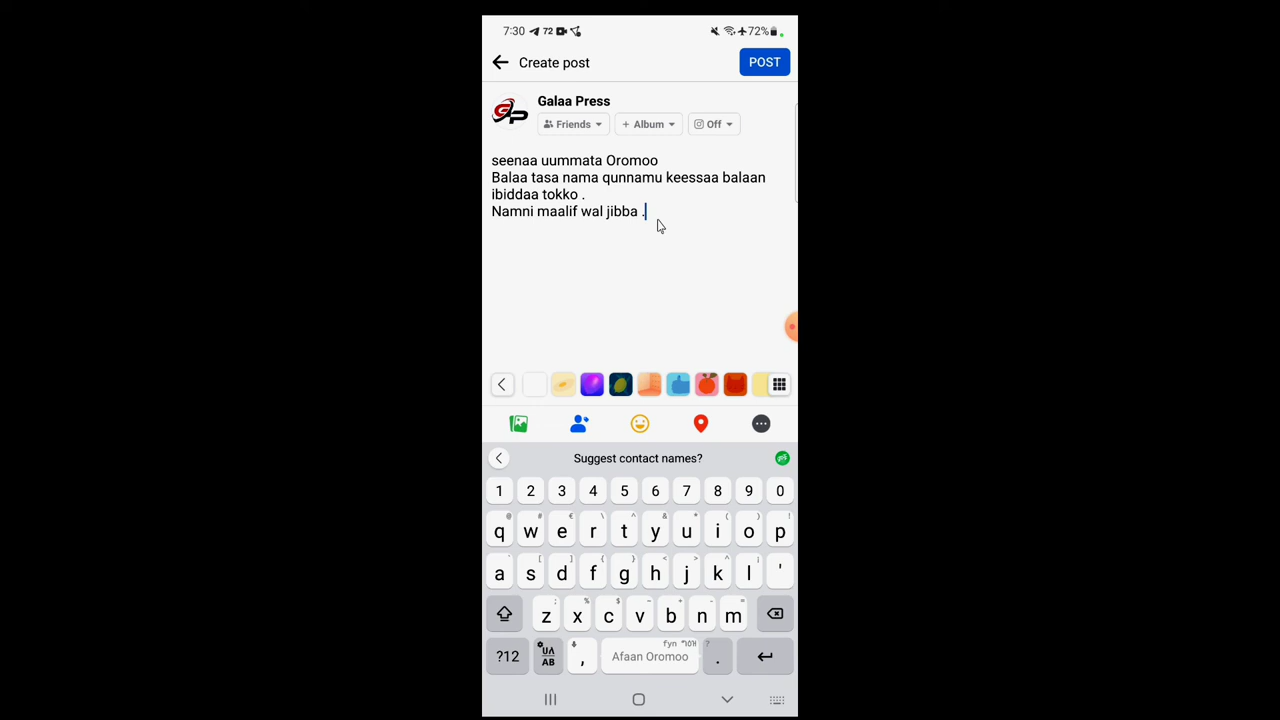 7:30 72 72%
Create post POST
GP Galaa Press
Friends + Album Off
seenaa uummata Oromoo
Balaa tasa nama qunnamu keessaa balaan
ibiddaa tokko .
Namni maalif wal jibba .
Suggest contact names?
1 2 3 4 5 6 7 8 9 0
q w e r t y u i o p
a s d f g h j k l '
z x c v b n m
?12 , Afaan Oromoo .